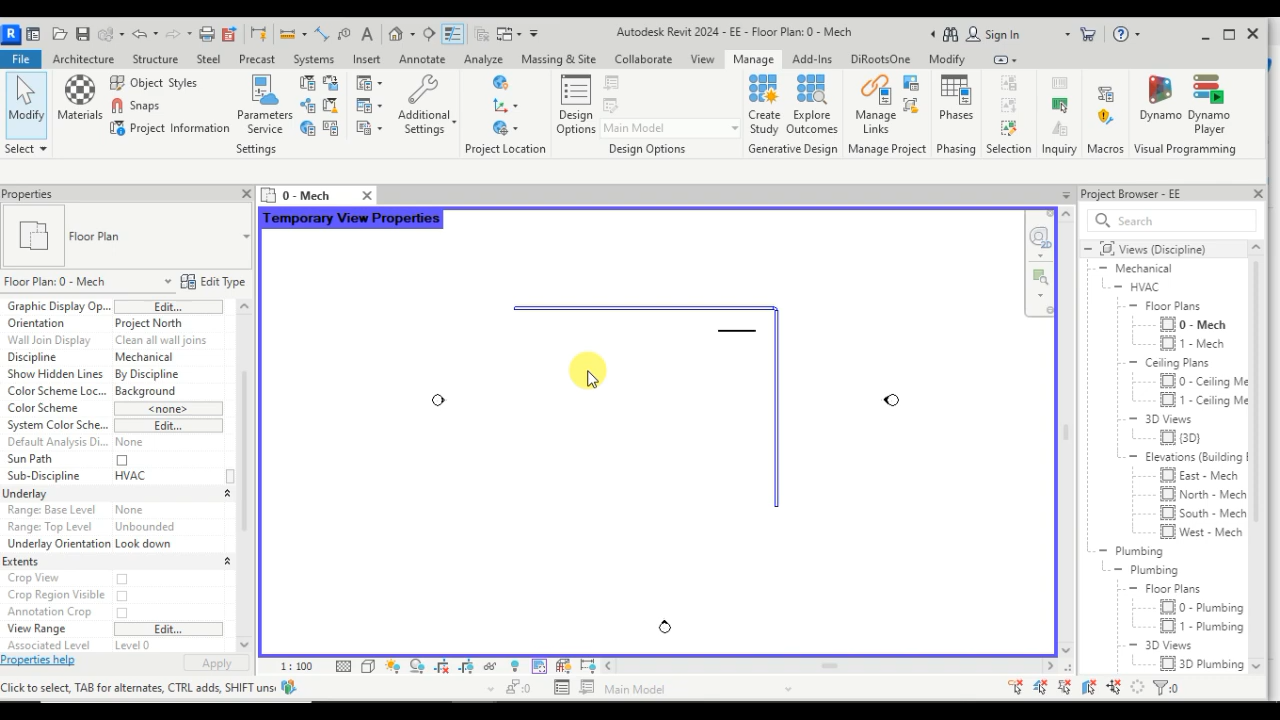 Autodesk Revit 2024 - EE - Floor Plan: 0 - Mech
Sign In
File Architecture Structure Steel Precast Systems Insert Annotate Analyze Massing & Site Collaborate View Manage Add-Ins DiRootsOne Modify
Modify
Materials
Object Styles
Snaps
Project Information
Parameters
Service
Additional
Settings
Design
Options
Main Model
Create
Study
Explore
Outcomes
Manage
Links
Phases
Dynamo
Dynamo
Player
Select Settings Project Location Design Options Generative Design Manage Project Phasing Selection Inquiry Macros Visual Programming
Properties
Floor Plan
Floor Plan: 0 - Mech
Edit Type
Graphic Display Op... Edit...
Orientation Project North
Wall Join Display Clean all wall joins
Discipline Mechanical
Show Hidden Lines By Discipline
Color Scheme Loc... Background
Color Scheme <none>
System Color Sche... Edit...
Default Analysis Di... None
Sun Path
Sub-Discipline HVAC
Underlay
Range: Base Level None
Range: Top Level Unbounded
Underlay Orientation Look down
Extents
Crop View
Crop Region Visible
Annotation Crop
View Range Edit...
Associated Level Level 0
Properties help
Apply
0 - Mech
Temporary View Properties
2D
1 : 100
Click to select, TAB for alternates, CTRL adds, SHIFT uns
:0
Main Model
:0
Project Browser - EE
Search
Views (Discipline)
Mechanical
HVAC
Floor Plans
0 - Mech
1 - Mech
Ceiling Plans
0 - Ceiling Me
1 - Ceiling Me
3D Views
{3D}
Elevations (Building E
East - Mech
North - Mech
South - Mech
West - Mech
Plumbing
Plumbing
Floor Plans
0 - Plumbing
1 - Plumbing
3D Views
3D Plumbing